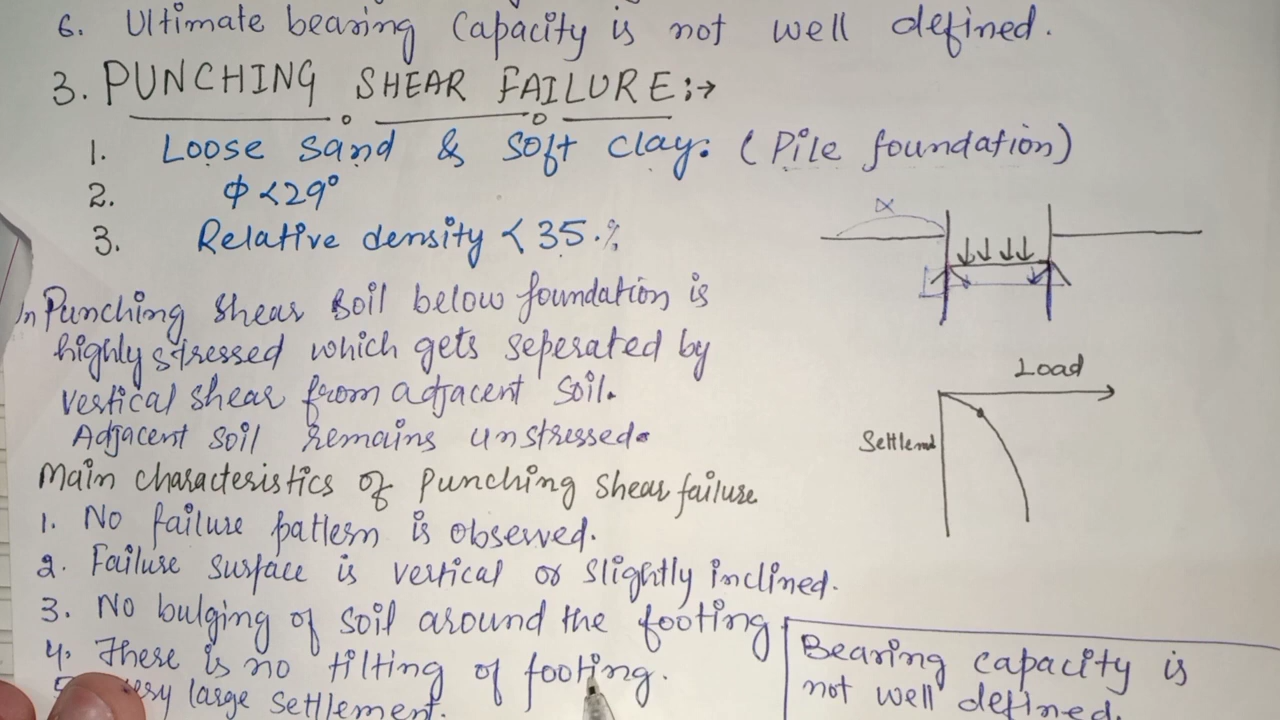 6. Ultimate bearing Capacity is not well defined.
3. PUNCHING SHEAR FAILURE:→
1. Loose sand & soft clay. (Pile foundation)
2. Φ<29°
3. Relative density < 35.%
In Punching shear soil below foundation is
highly stressed which gets seperated by
vertical shear from adjacent soil.
Adjacent soil remains unstressed.
Main characteristics of Punching shear failure
1. No failure pattern is observed.
2. Failure surface is vertical or slightly inclined.
3. No bulging of soil around the footing
4. There is no tilting of footing.
very large settlement.
Load
Settlement
Bearing capacity is
not well defined.